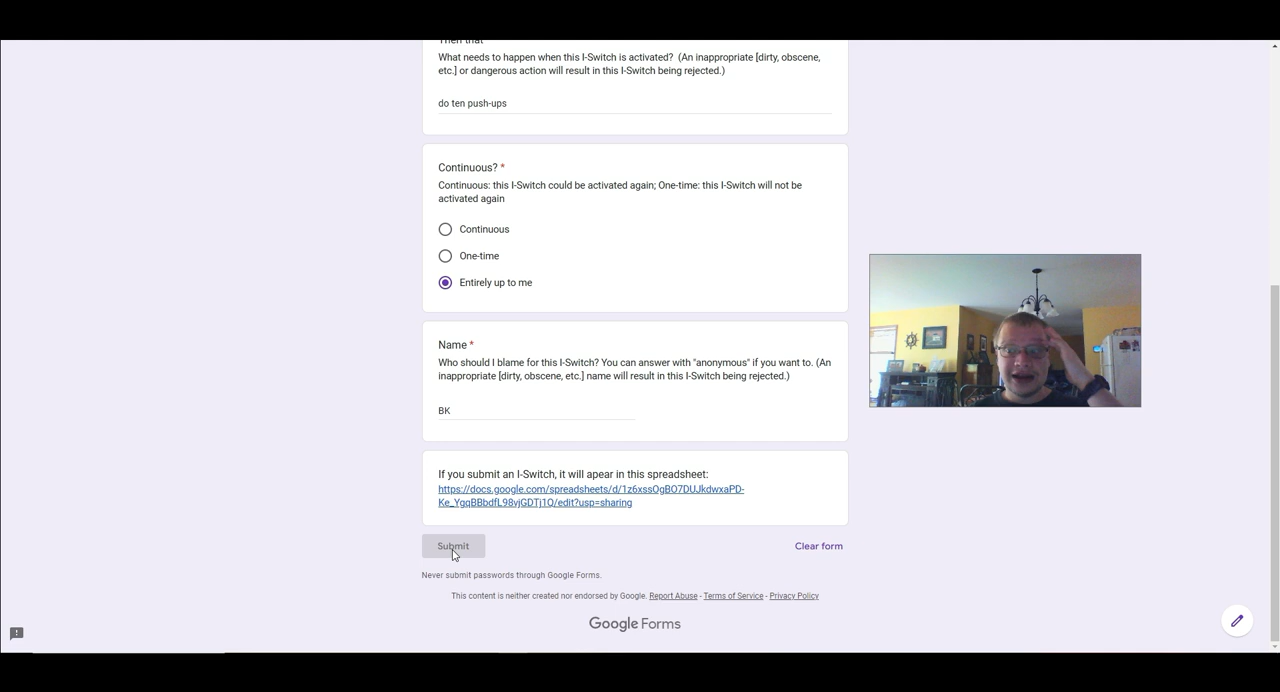 Then that
What needs to happen when this I-Switch is activated?  (An inappropriate [dirty, obscene,
etc.] or dangerous action will result in this I-Switch being rejected.)
do ten push-ups
Continuous? *
Continuous: this I-Switch could be activated again; One-time: this I-Switch will not be
activated again
Continuous
One-time
Entirely up to me
Name *
Who should I blame for this I-Switch? You can answer with "anonymous" if you want to. (An
inappropriate [dirty, obscene, etc.] name will result in this I-Switch being rejected.)
BK
If you submit an I-Switch, it will apear in this spreadsheet:
https://docs.google.com/spreadsheets/d/1z6xssOgBO7DUJkdwxaPD-
Ke_YgqBBbdfL98vjGDTj1Q/edit?usp=sharing
Submit
Clear form
Never submit passwords through Google Forms.
This content is neither created nor endorsed by Google. Report Abuse - Terms of Service - Privacy Policy
Google Forms